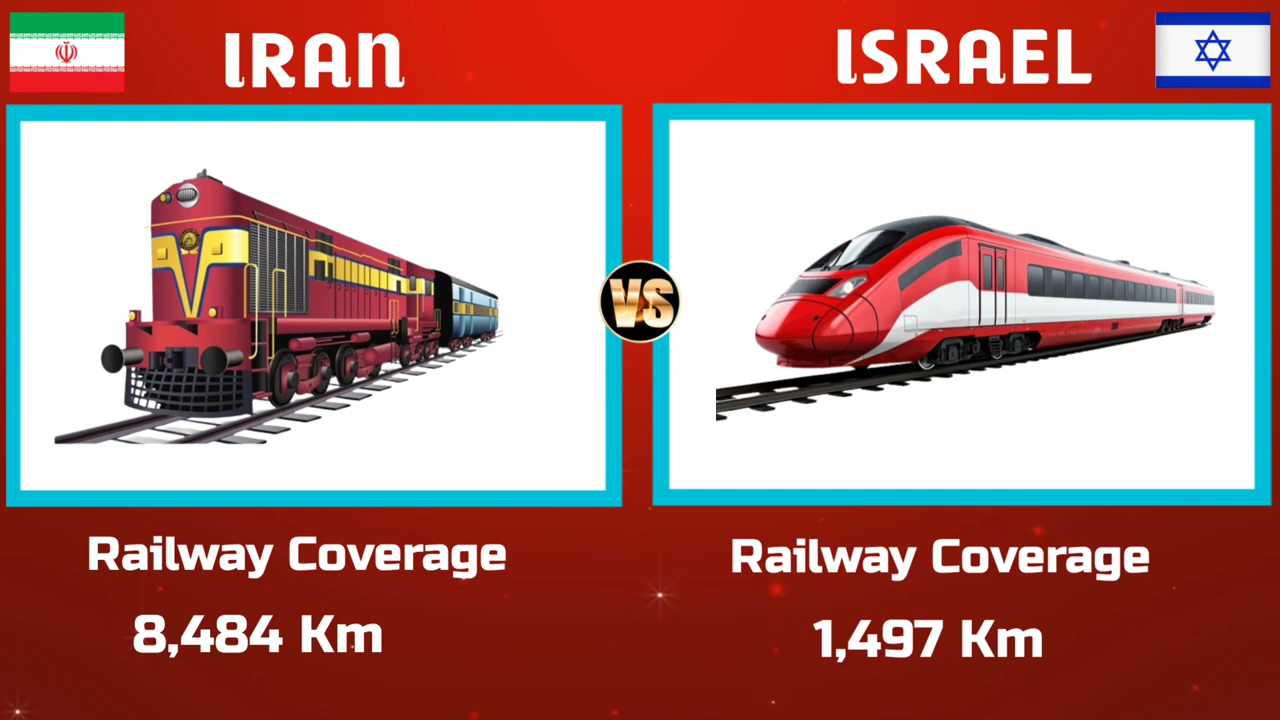 IRAN
ISRAEL
VS
Railway Coverage
8,484 Km
Railway Coverage
1,497 Km